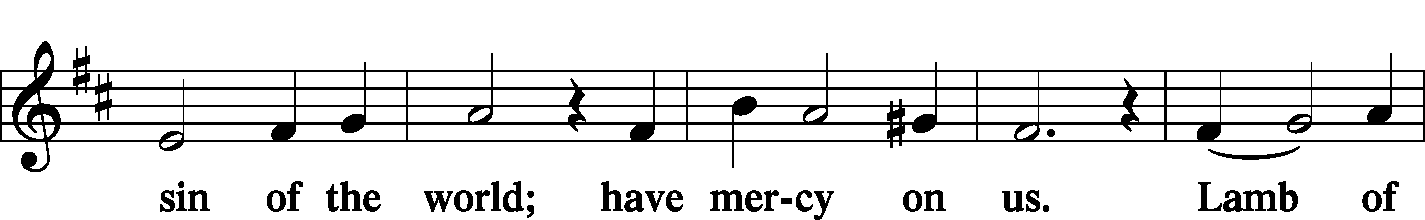 sin of the world; have mer-cy on us. Lamb of